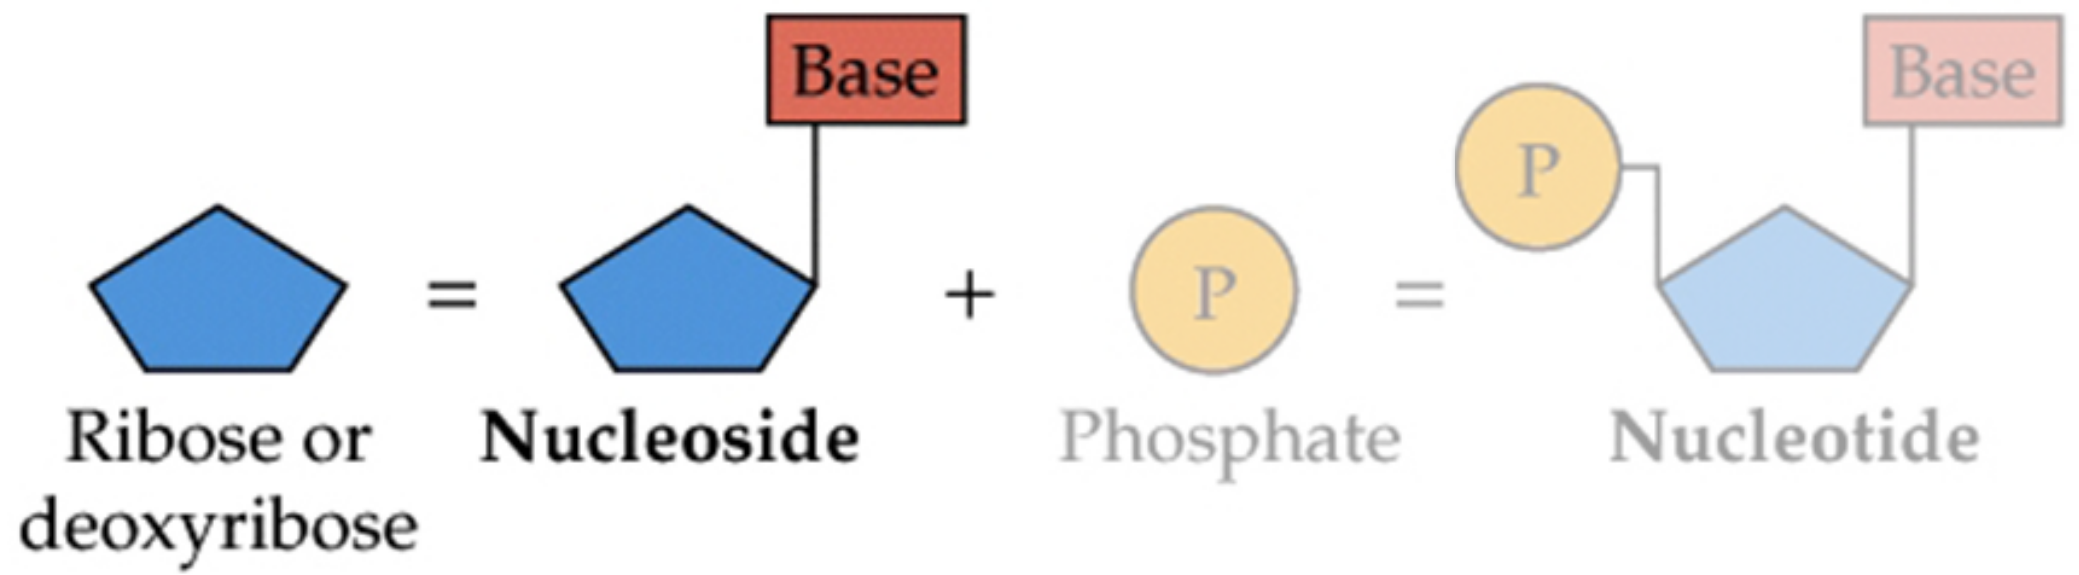 Base
Base
P
P
=
+
=
Ribose or
deoxyribose
Nucleoside
Phosphate
Nucleotide